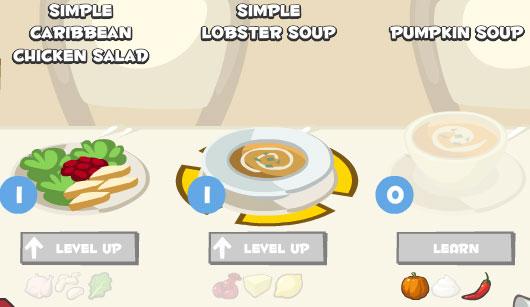 SIMPLE
CARIBBEAN
CHICKEN SALAD
SIMPLE
LOBSTER SOUP
PUMPKIN SOUP
1
1
0
LEVEL UP
LEVEL UP
LEARN